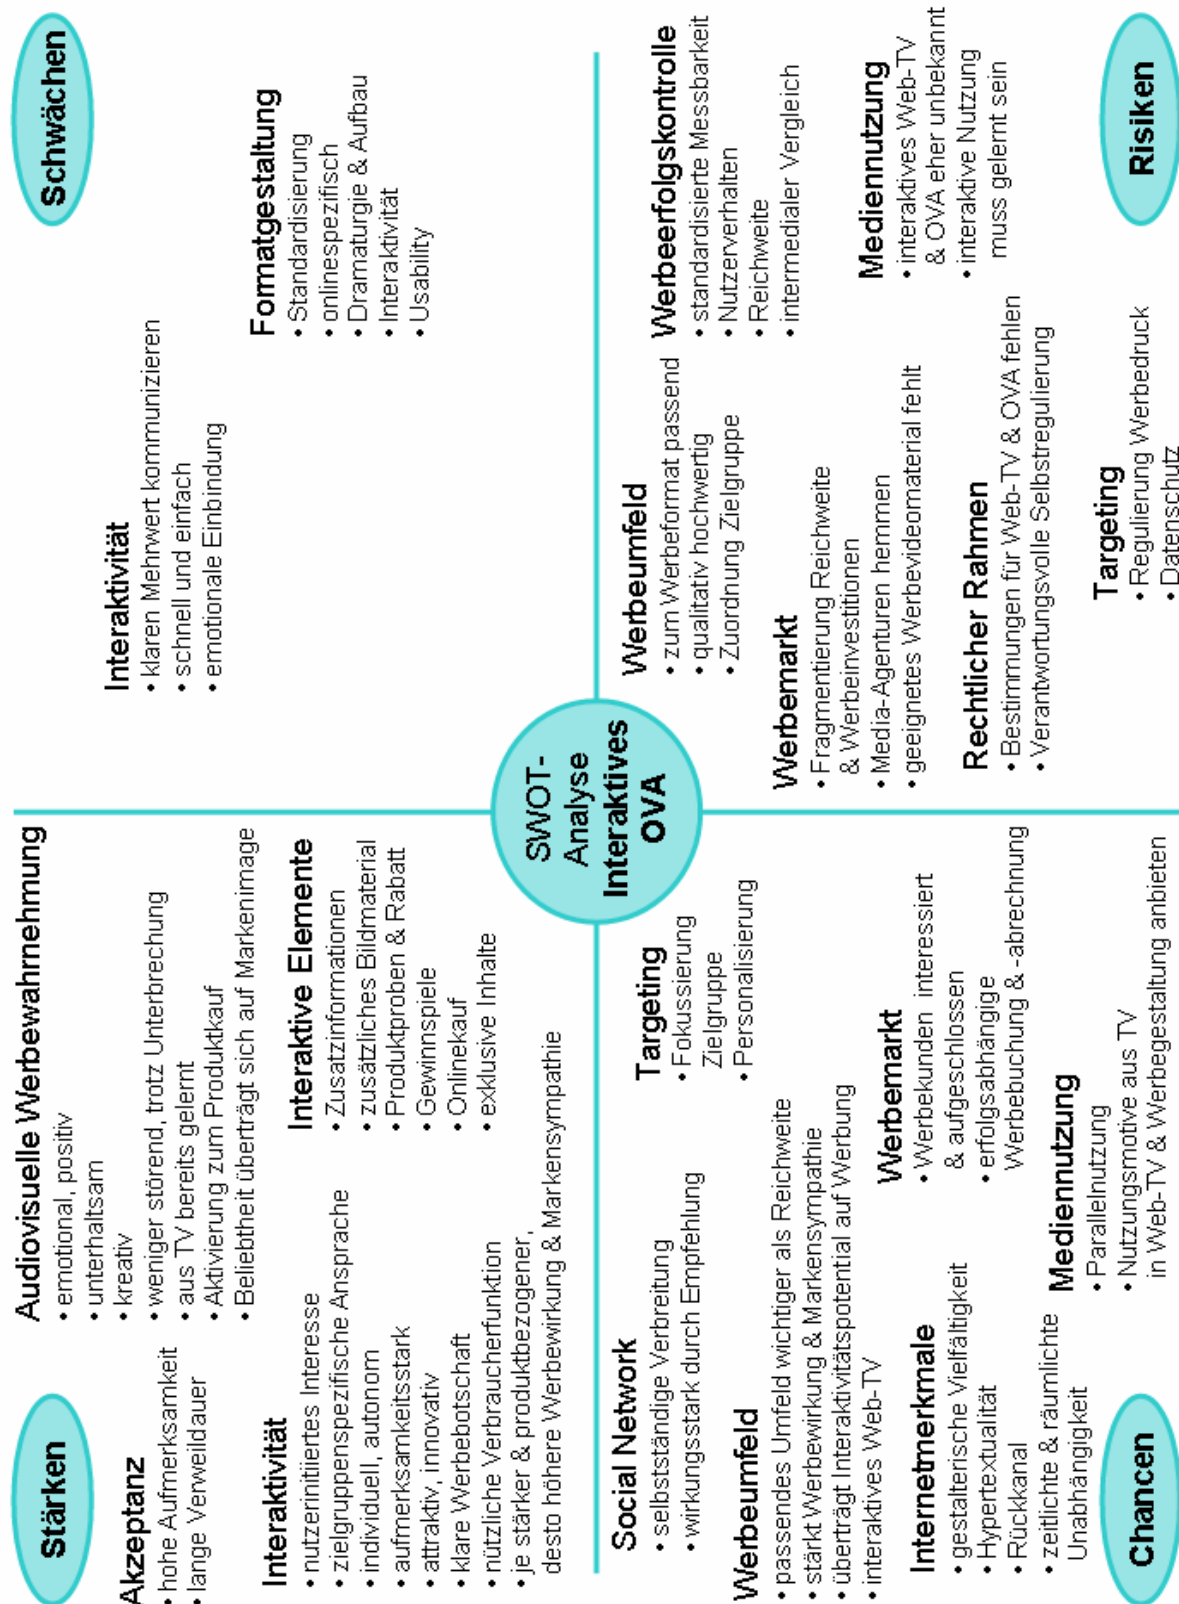 Stärken
Akzeptanz
• hohe Aufmerksamkeit
• lange Verweildauer
Audiovisuelle Werbewahrnehmung
• emotional, positiv
• unterhaltsam
• kreativ
• weniger störend, trotz Unterbrechung
• aus TV bereits gelernt
• Aktivierung zum Produktkauf
• Beliebtheit überträgt sich auf Markenimage
Interaktivität
• nutzerinitiiertes Interesse
• zielgruppenspezifische Ansprache
• individuell, autonom
• aufmerksamkeitsstark
• attraktiv, innovativ
• klare Werbebotschaft
• nützliche Verbraucherfunktion
• je stärker & produktbezogener,
desto höhere Werbewirkung & Markensympathie
Interaktive Elemente
• Zusatzinformationen
• zusätzliches Bildmaterial
• Produktproben & Rabatt
• Gewinnspiele
• Onlinekauf
• exklusive Inhalte
Schwächen
Interaktivität
• klaren Mehrwert kommunizieren
• schnell und einfach
• emotionale Einbindung
Formatgestaltung
• Standardisierung
• onlinespezifisch
• Dramaturgie & Aufbau
• Interaktivität
• Usability
SWOT-
Analyse
Interaktives
OVA
Social Network
• selbstständige Verbreitung
• wirkungsstark durch Empfehlung
Targeting
• Fokussierung
Zielgruppe
• Personalisierung
Werbeumfeld
• passendes Umfeld wichtiger als Reichweite
• stärkt Werbewirkung & Markensympathie
• überträgt Interaktivitätspotential auf Werbung
• interaktives Web-TV
Werbemarkt
• Werbekunden interessiert
& aufgeschlossen
• erfolgsabhängige
Werbebuchung & -abrechnung
Internetmerkmale
• gestalterische Vielfältigkeit
• Hypertextualität
• Rückkanal
• zeitlichte & räumlichte
Unabhängigkeit
Mediennutzung
• Parallelnutzung
• Nutzungsmotive aus TV
in Web-TV & Werbegestaltung anbieten
Chancen
Werbeumfeld
• zum Werbeformat passend
• qualitativ hochwertig
• Zuordnung Zielgruppe
Werbeerfolgskontrolle
• standardisierte Messbarkeit
• Nutzerverhalten
• Reichweite
• intermedialer Vergleich
Werbemarkt
• Fragmentierung Reichweite
& Werbeinvestitionen
• Media-Agenturen hemmen
• geeignetes Werbevideomaterial fehlt
Mediennutzung
• interaktives Web-TV
& OVA eher unbekannt
• interaktive Nutzung
muss gelernt sein
Rechtlicher Rahmen
• Bestimmungen für Web-TV & OVA fehlen
• Verantwortungsvolle Selbstregulierung
Targeting
• Regulierung Werbedruck
• Datenschutz
Risiken